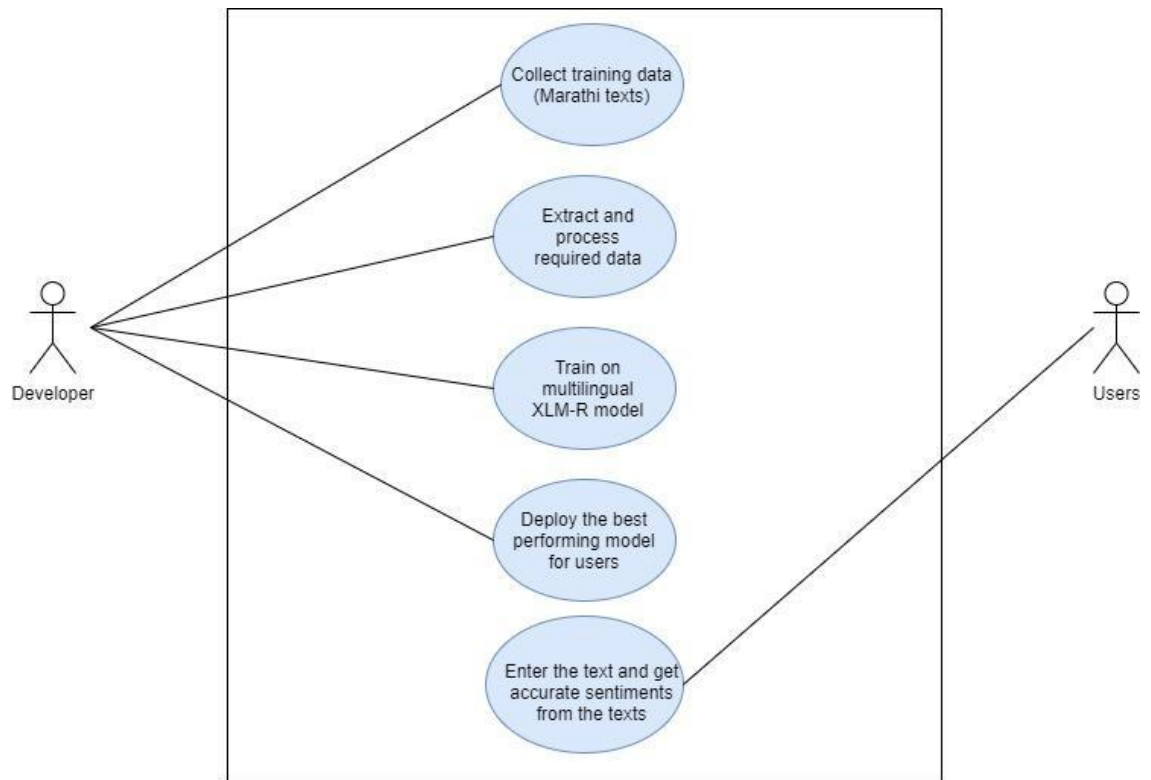 Collect training data
(Marathi texts)
Extract and
process
required data
Developer
Train on
multilingual
XLM-R model
Users
Deploy the best
performing model
for users
Enter the text and get
accurate sentiments
from the texts